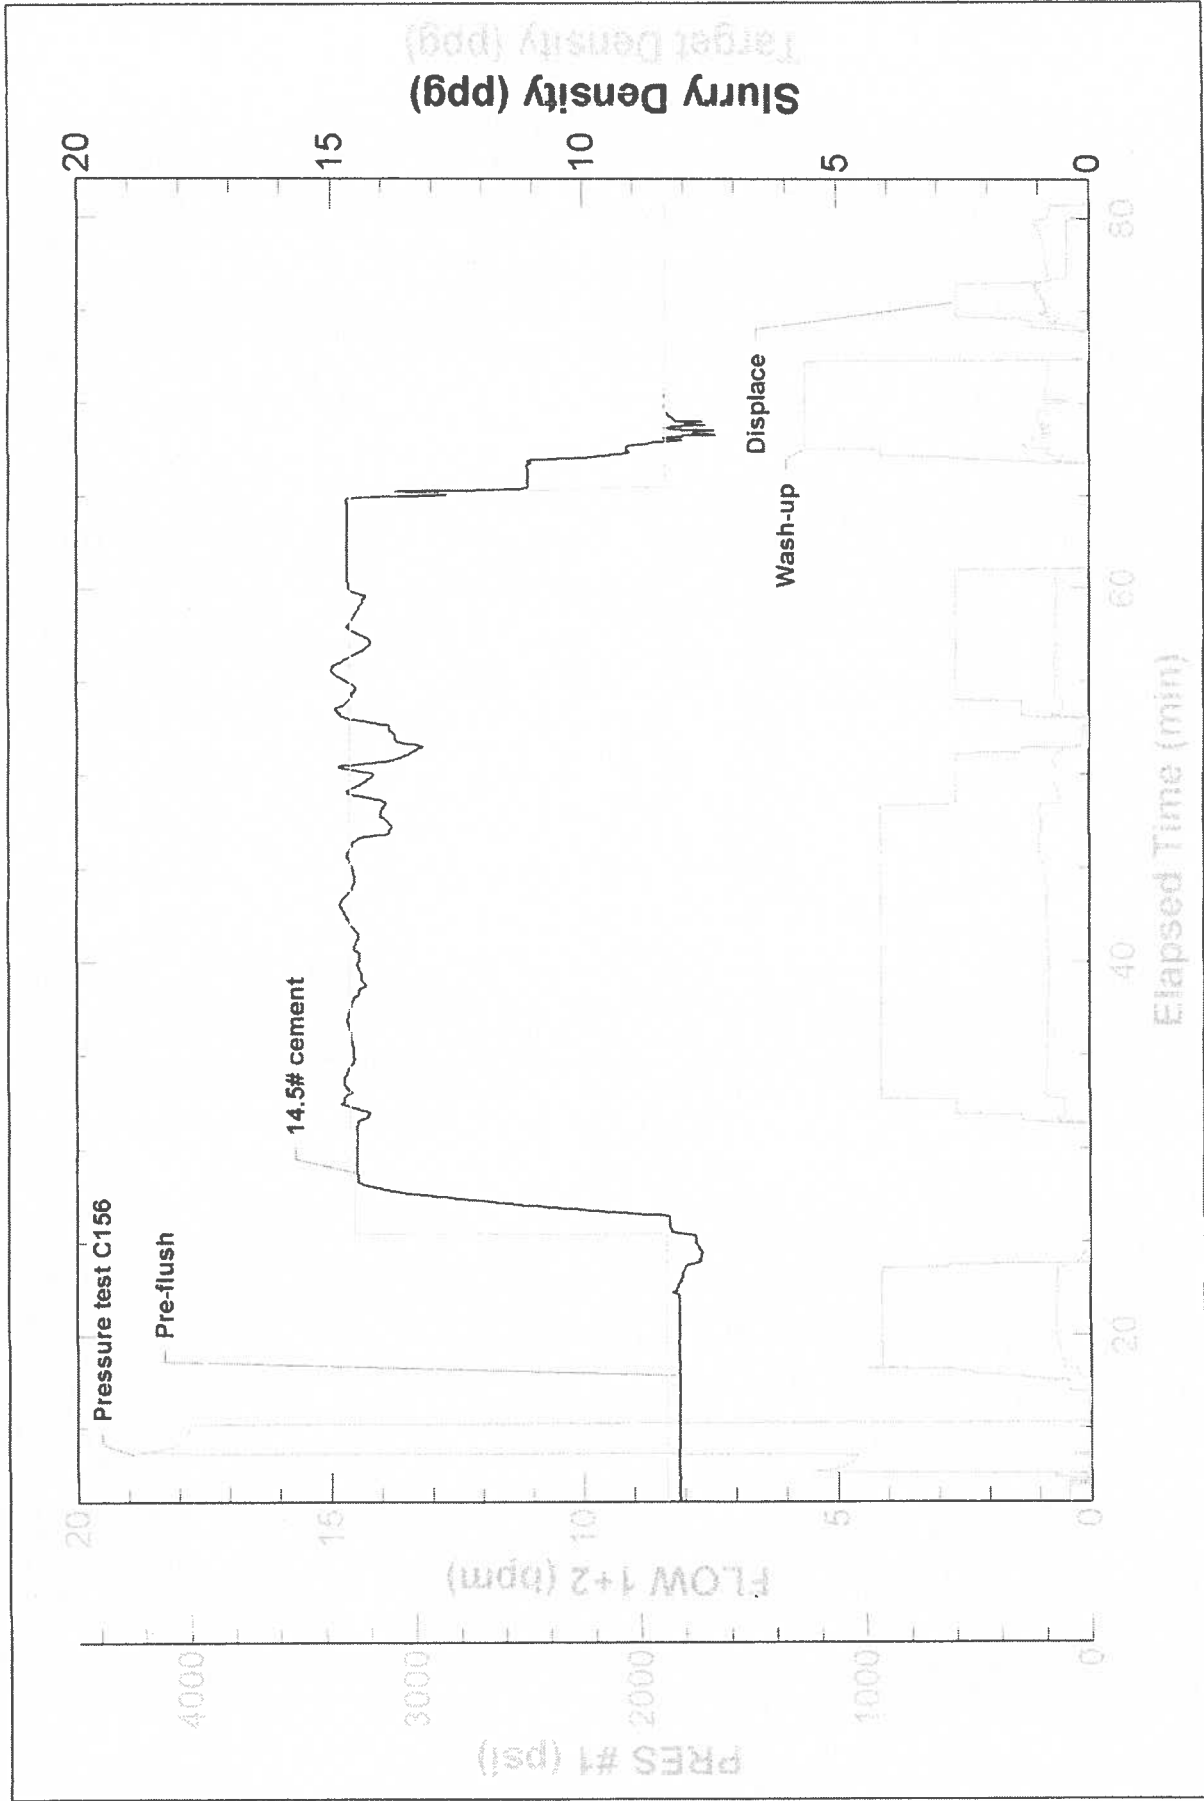 Target Density (ppg)
Slurry Density (ppg)
20
15
10
5
0
Pressure test C156
Pre-flush
14.5# cement
Wash-up
Displace
20
40
60
80
Elapsed Time (min)
20
15
10
5
0
FLOW 1+2 (bpm)
4000
3000
2000
1000
0
PRES #1